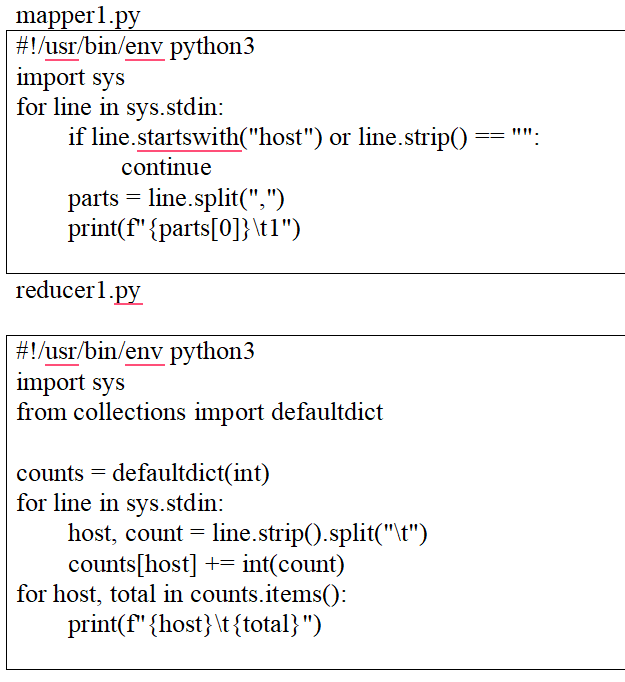 mapper1.py
#!/usr/bin/env python3
import sys
for line in sys.stdin:
    if line.startswith("host") or line.strip() == "":
        continue
    parts = line.split(",")
    print(f"{parts[0]}\t1")
reducer1.py
#!/usr/bin/env python3
import sys
from collections import defaultdict
counts = defaultdict(int)
for line in sys.stdin:
    host, count = line.strip().split("\t")
    counts[host] += int(count)
for host, total in counts.items():
    print(f"{host}\t{total}")